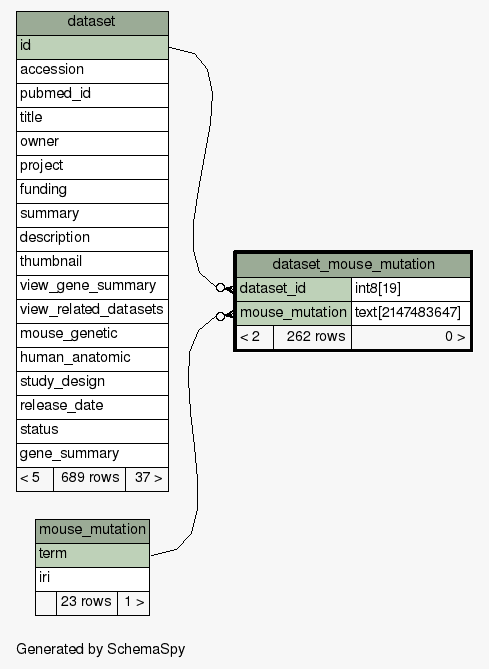 dataset
id
accession
pubmed_id
title
owner
project
funding
summary
description
thumbnail
view_gene_summary
view_related_datasets
mouse_genetic
human_anatomic
study_design
release_date
status
gene_summary
< 5 689 rows 37 >
dataset_mouse_mutation
dataset_id int8[19]
mouse_mutation text[2147483647]
< 2 262 rows 0 >
mouse_mutation
term
iri
23 rows 1 >
Generated by SchemaSpy